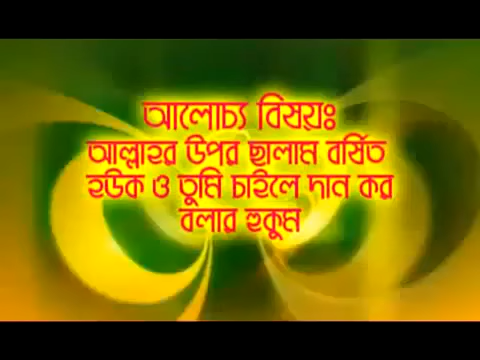 আলোচ্য বিষয়ঃ
আল্লাহর উপর ছালাম বর্ষিত
হউক ও তুমি চাইলে দান কর
বলার হুকুম